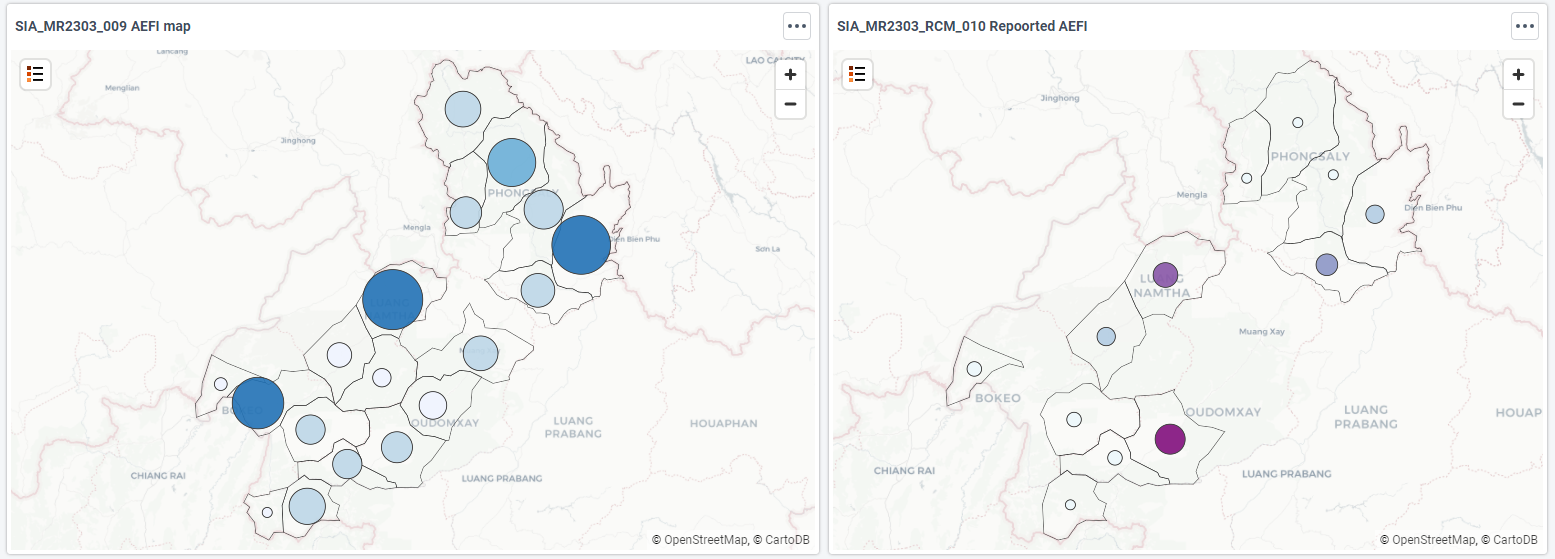 SIA_MR2303_009 AEFI map
Lancang
LAO CAI CITY
Menglian
Jinghong
Mengla
Dien Bien Phu
Son La
BOKEO
OUDOMXAY
LUANG
PRABANG
HOUAPHAN
CHIANG RAI
LUANG PRABANG
© OpenStreetMap, © CartoDB
SIA_MR2303_RCM_010 Repoorted AEFI
Jinghong
PHONGSALY
Mengla
Dien Bien Phu
LUANG
NAMTHA
Muang Xay
BOKEO
OUDOMXAY
LUANG
PRABANG
HOUAP
CHIANG RAI
LUANG PRABANG
© OpenStreetMap, © CartoDB